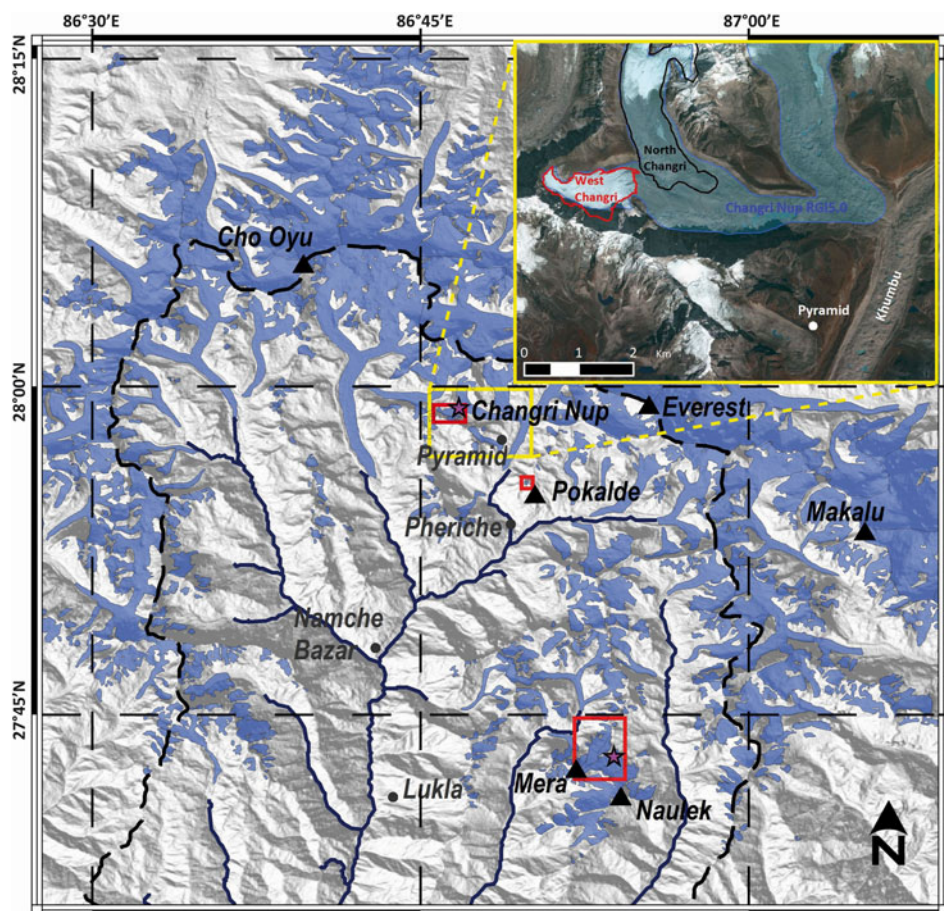 86°30'E
86°45'E
87°00'E
28°15'N
North
Changri
West
Changri
Changri Nup RGI5.0
Khumbu
Pyramid
0 1 2 Km
Cho Oyu
28°00'N
Changri Nup
Everest
Pyramid
Pokalde
Makalu
Pheriche
Namche
Bazar
27°45'N
Mera
Lukla
Naulek
N